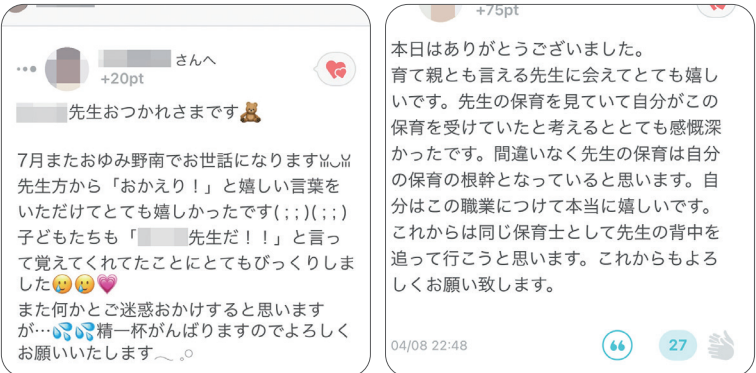 さんへ
+20pt
先生おつかれさまです🧸
7月またおゆみ野南でお世話になります
先生方から「おかえり！」と嬉しい言葉を
いただけてとても嬉しかったです( ; ; )( ; ; )
子どもたちも「 先生だ！！」と言っ
て覚えてくれてたことにとてもびっくりしま
した🥲🥲💗
また何かとご迷惑おかけすると思います
が…💦💦精一杯がんばりますのでよろしく
お願いいたします
+75pt
本日はありがとうございました。
育て親とも言える先生に会えてとても嬉し
いです。先生の保育を見ていて自分がこの
保育を受けていたと考えるととても感慨深
かったです。間違いなく先生の保育は自分
の保育の根幹となっていると思います。自
分はこの職業につけて本当に嬉しいです。
これからは同じ保育士として先生の背中を
追って行こうと思います。これからもよろ
しくお願い致します。
04/08 22:48
27